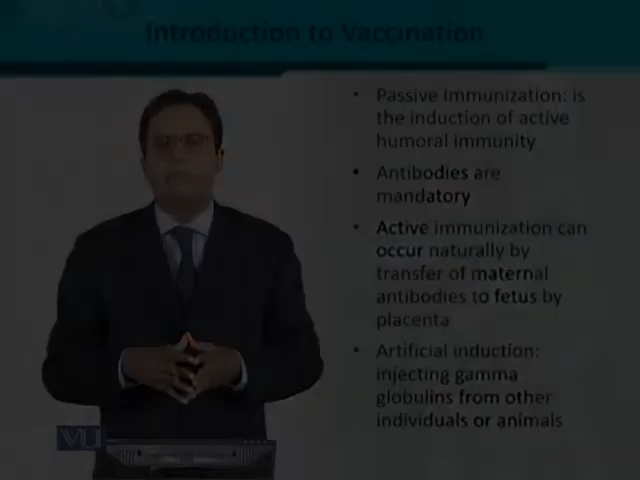 Introduction to Vaccination
• Passive Immunization: is
the induction of active
humoral immunity
• Antibodies are
mandatory
• Active immunization can
occur naturally by
transfer of maternal
antibodies to fetus by
placenta
• Artificial induction:
injecting gamma
globulins from other
individuals or animals
VU